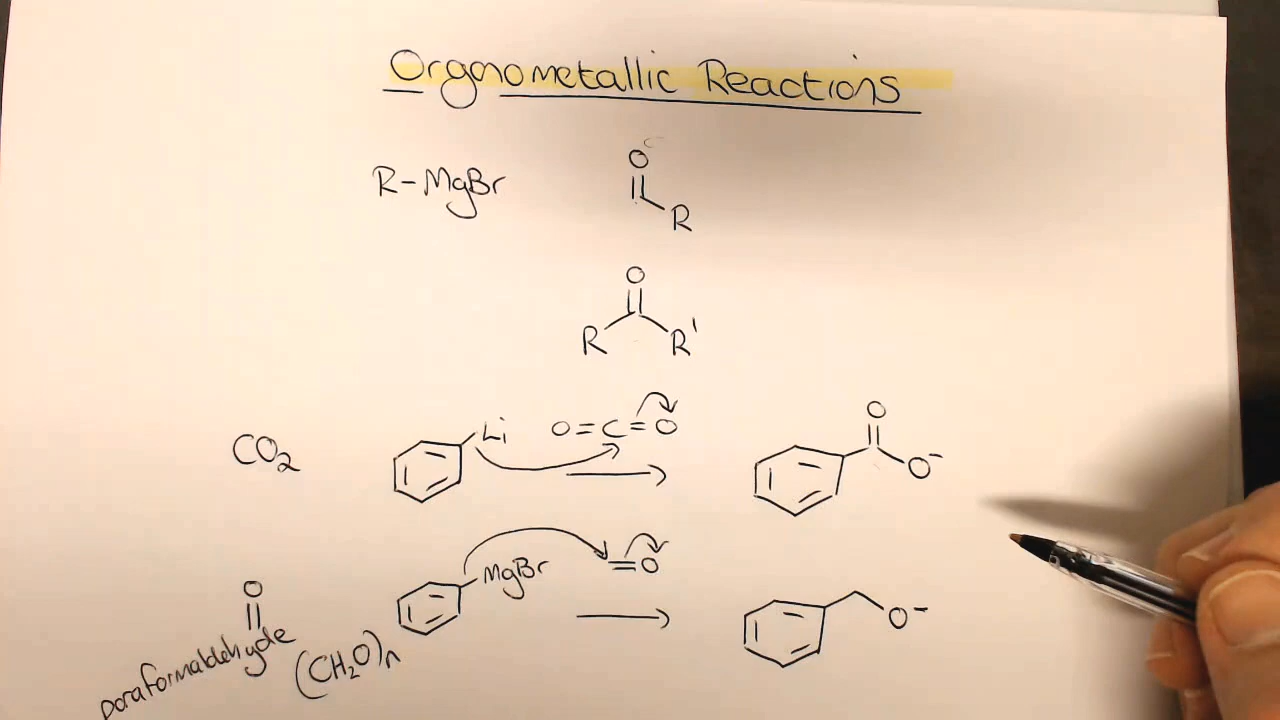 Organometallic Reactions
R-MgBr
O
R
O
R R'
CO₂ Li O=C=O O O⁻
MgBr =O O⁻
O
paraformaldehyde (CH₂O)n